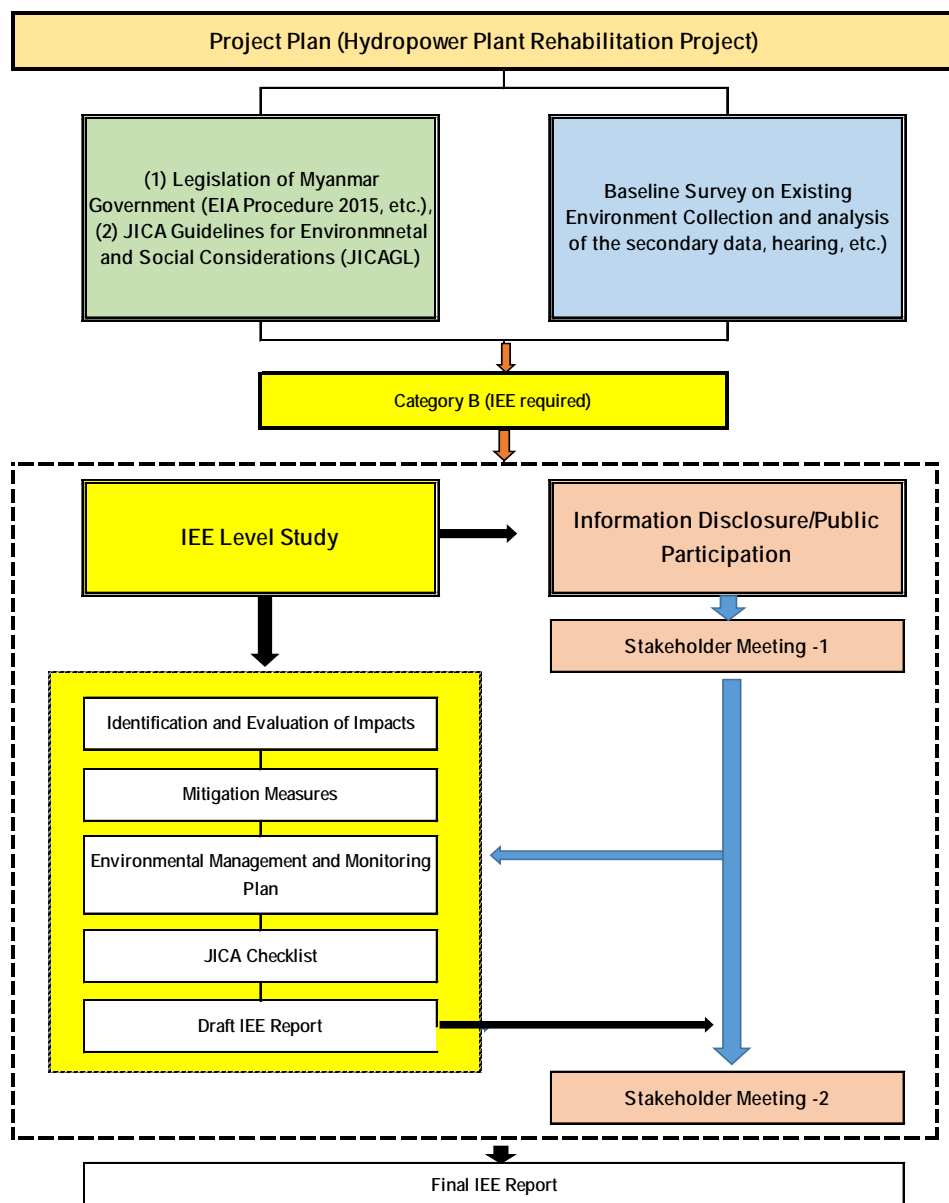 Project Plan (Hydropower Plant Rehabilitation Project)
(1) Legislation of Myanmar
Government (EIA Procedure 2015, etc.),
(2) JICA Guidelines for Environmnetal
and Social Considerations (JICAGL)
Baseline Survey on Existing
Environment Collection and analysis
of the secondary data, hearing, etc.)
Category B (IEE required)
IEE Level Study
Information Disclosure/Public
Participation
Stakeholder Meeting -1
Identification and Evaluation of Impacts
Mitigation Measures
Environmental Management and Monitoring
Plan
JICA Checklist
Draft IEE Report
Stakeholder Meeting -2
Final IEE Report